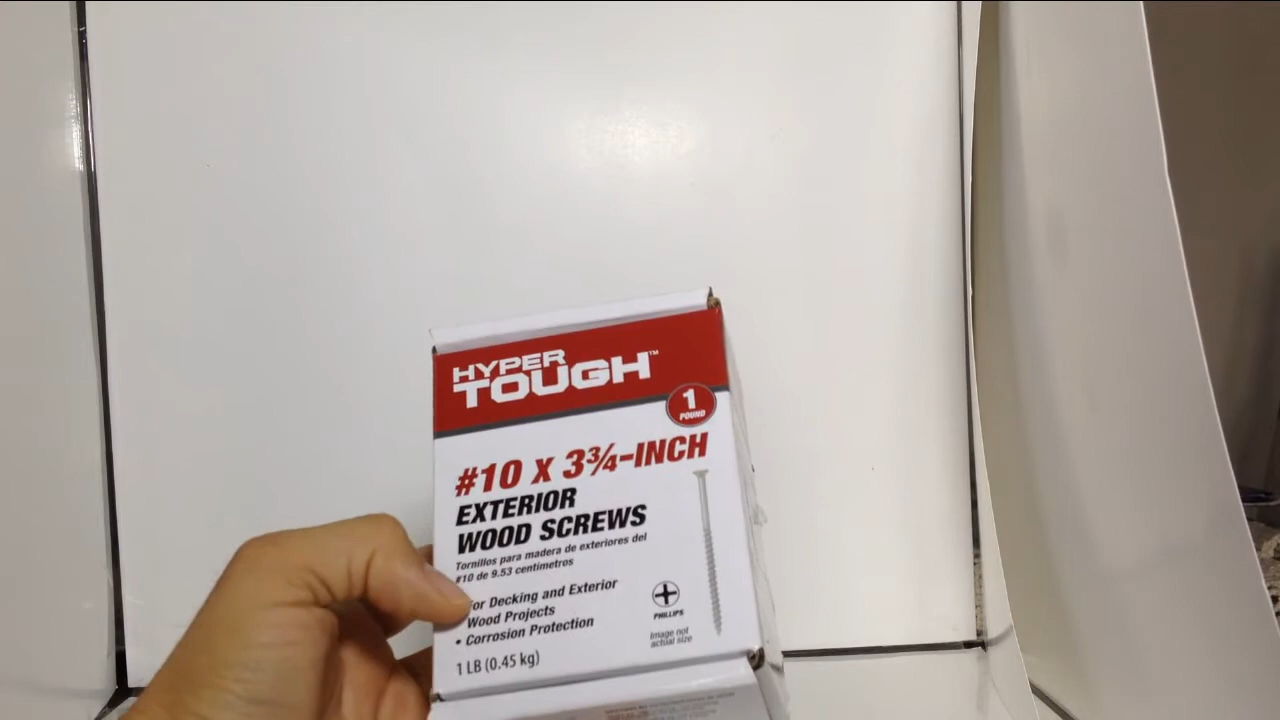 HYPER
TOUGH™
1
POUND
#10 X 3¾-INCH
EXTERIOR
WOOD SCREWS
Tornillos para madera de exteriores del
#10 de 9.53 centímetros
For Decking and Exterior
Wood Projects
• Corrosion Protection
PHILLIPS
Image not
actual size
1 LB (0.45 kg)